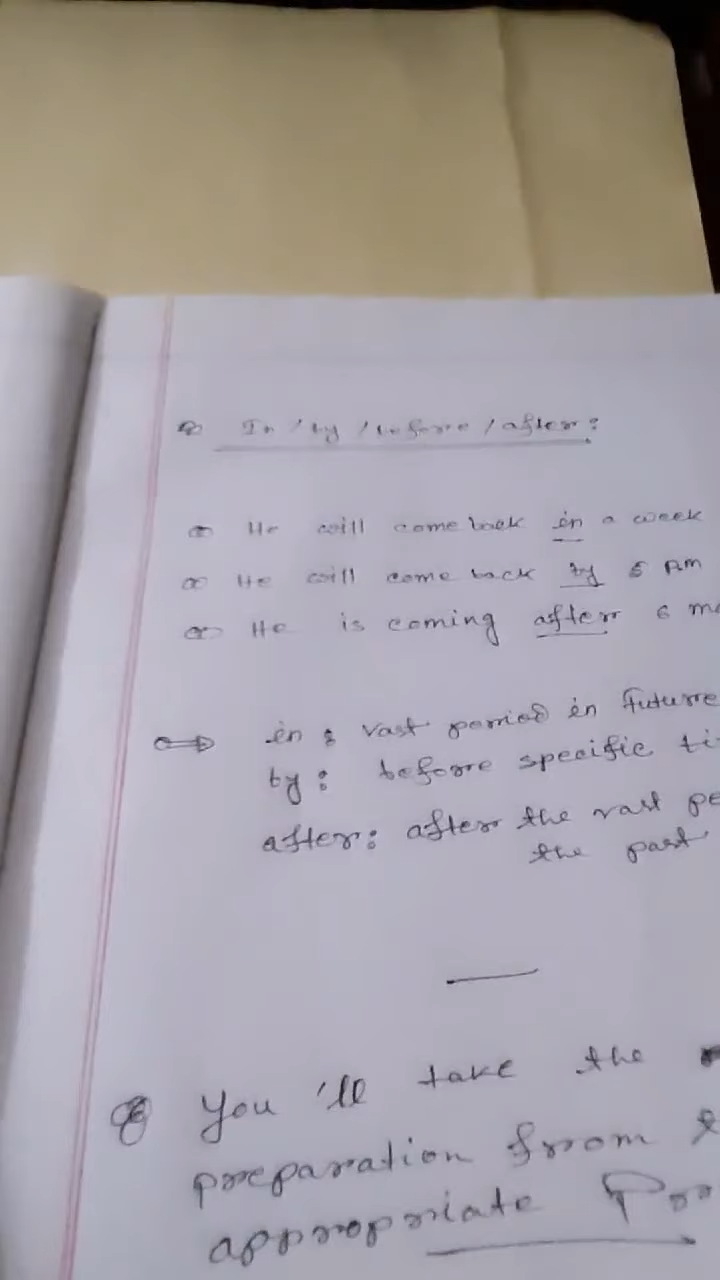 In / by / before / after :
He will come back in a week
He will come back by 5 pm
He is coming after 6
in : vast period in future
by : before specific
after : after the vast
the past
You'll take the
preparation from
appropriate